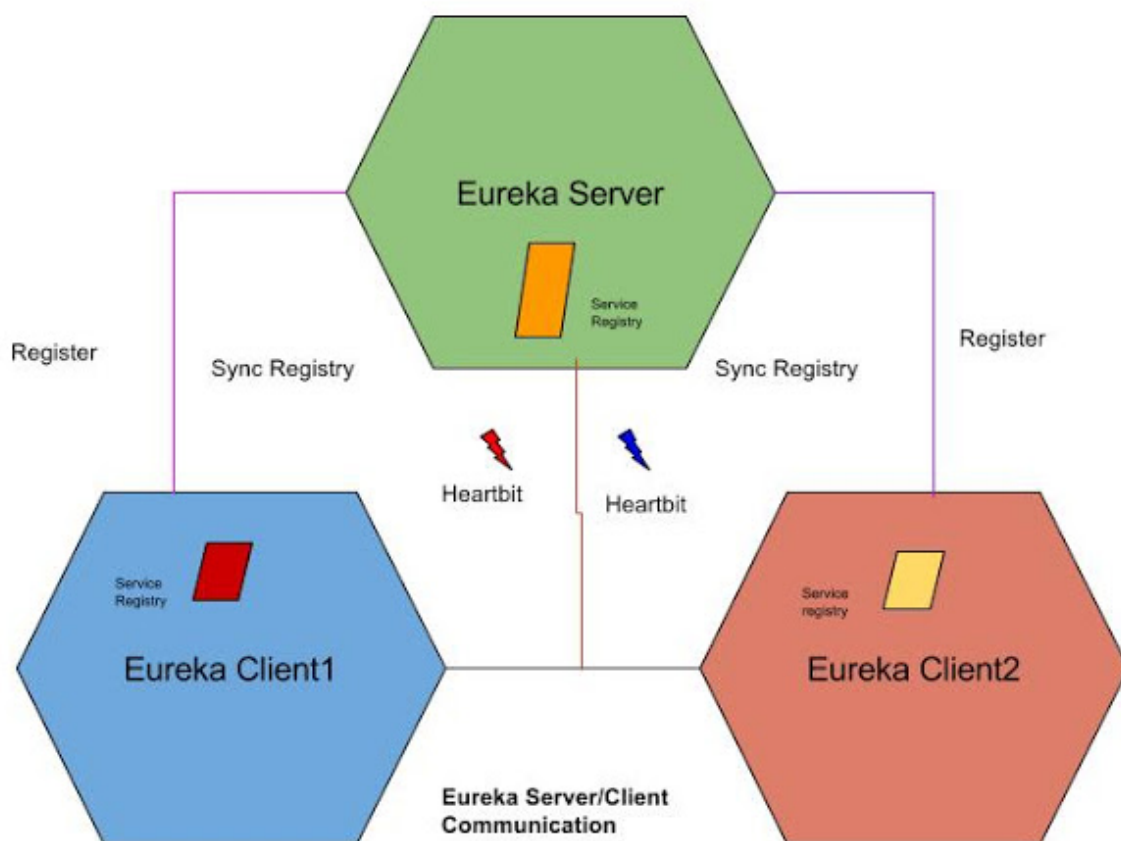 Eureka Server
Service
Registry
Register
Sync Registry
Sync Registry
Register
Heartbit
Heartbit
Service
Registry
Eureka Client1
Service
registry
Eureka Client2
Eureka Server/Client
Communication